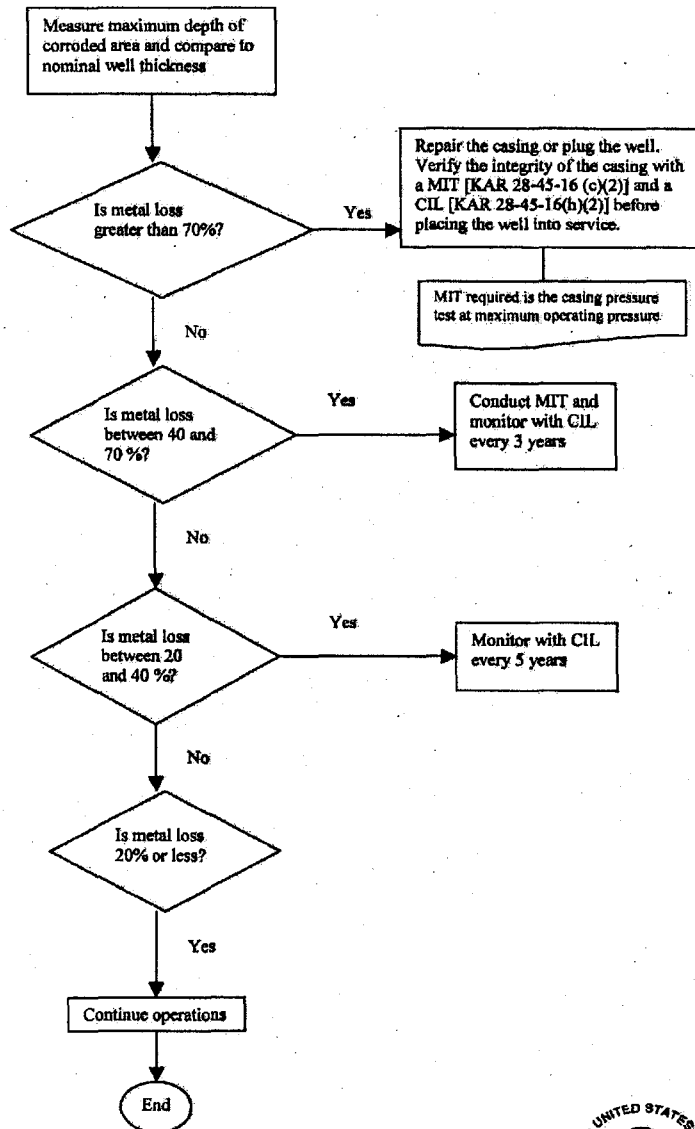 Measure maximum depth of
corroded area and compare to
nominal well thickness
Is metal loss
greater than 70%?
Yes
Repair the casing or plug the well.
Verify the integrity of the casing with
a MIT [KAR 28-45-16 (c)(2)] and a
CIL [KAR 28-45-16(h)(2)] before
placing the well into service.
MIT required is the casing pressure
test at maximum operating pressure
No
Is metal loss
between 40 and
70 %?
Yes
Conduct MIT and
monitor with CIL
every 3 years
No
Is metal loss
between 20
and 40 %?
Yes
Monitor with CIL
every 5 years
No
Is metal loss
20% or less?
Yes
Continue operations
End
UNITED STATES